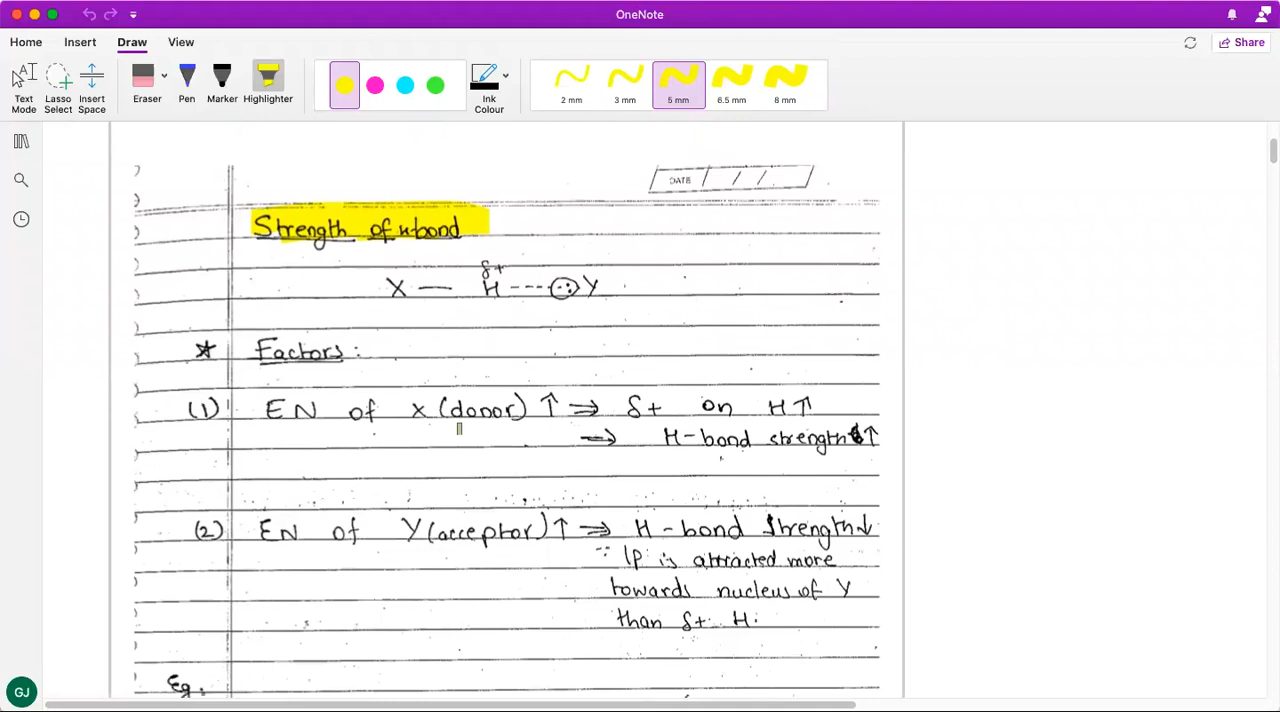 OneNote
Home Insert Draw View
Share
Text Mode
Lasso Select
Insert Space
Eraser
Pen
Marker
Highlighter
Ink Colour
2 mm
3 mm
5 mm
6.5 mm
8 mm
DATE / /
Strength of H-bond
δ+
X — H ---- : Y
* Factors :
(1) EN of X (donor) ↑ ⇒ δ+ on H ↑
⇒ H-bond strength ↑
(2) EN of Y (acceptor) ↑ ⇒ H-bond strength ↓
∵ lp is attracted more
towards nucleus of Y
than δ+ H.
Eg.
GJ